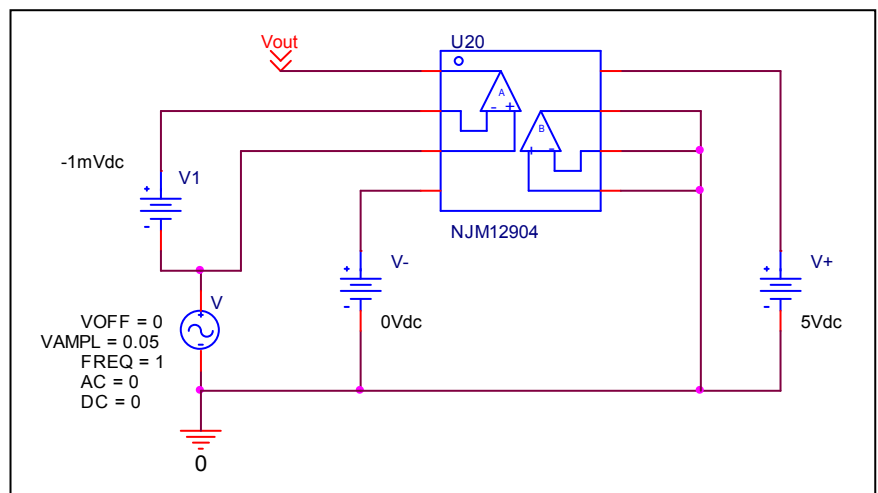 Vout
U20
A
- +
B
+ -
-1mVdc
+
V1
-
NJM12904
V-
+
-
0Vdc
V+
+
-
5Vdc
V
+
-
VOFF = 0
VAMPL = 0.05
FREQ = 1
AC = 0
DC = 0
0